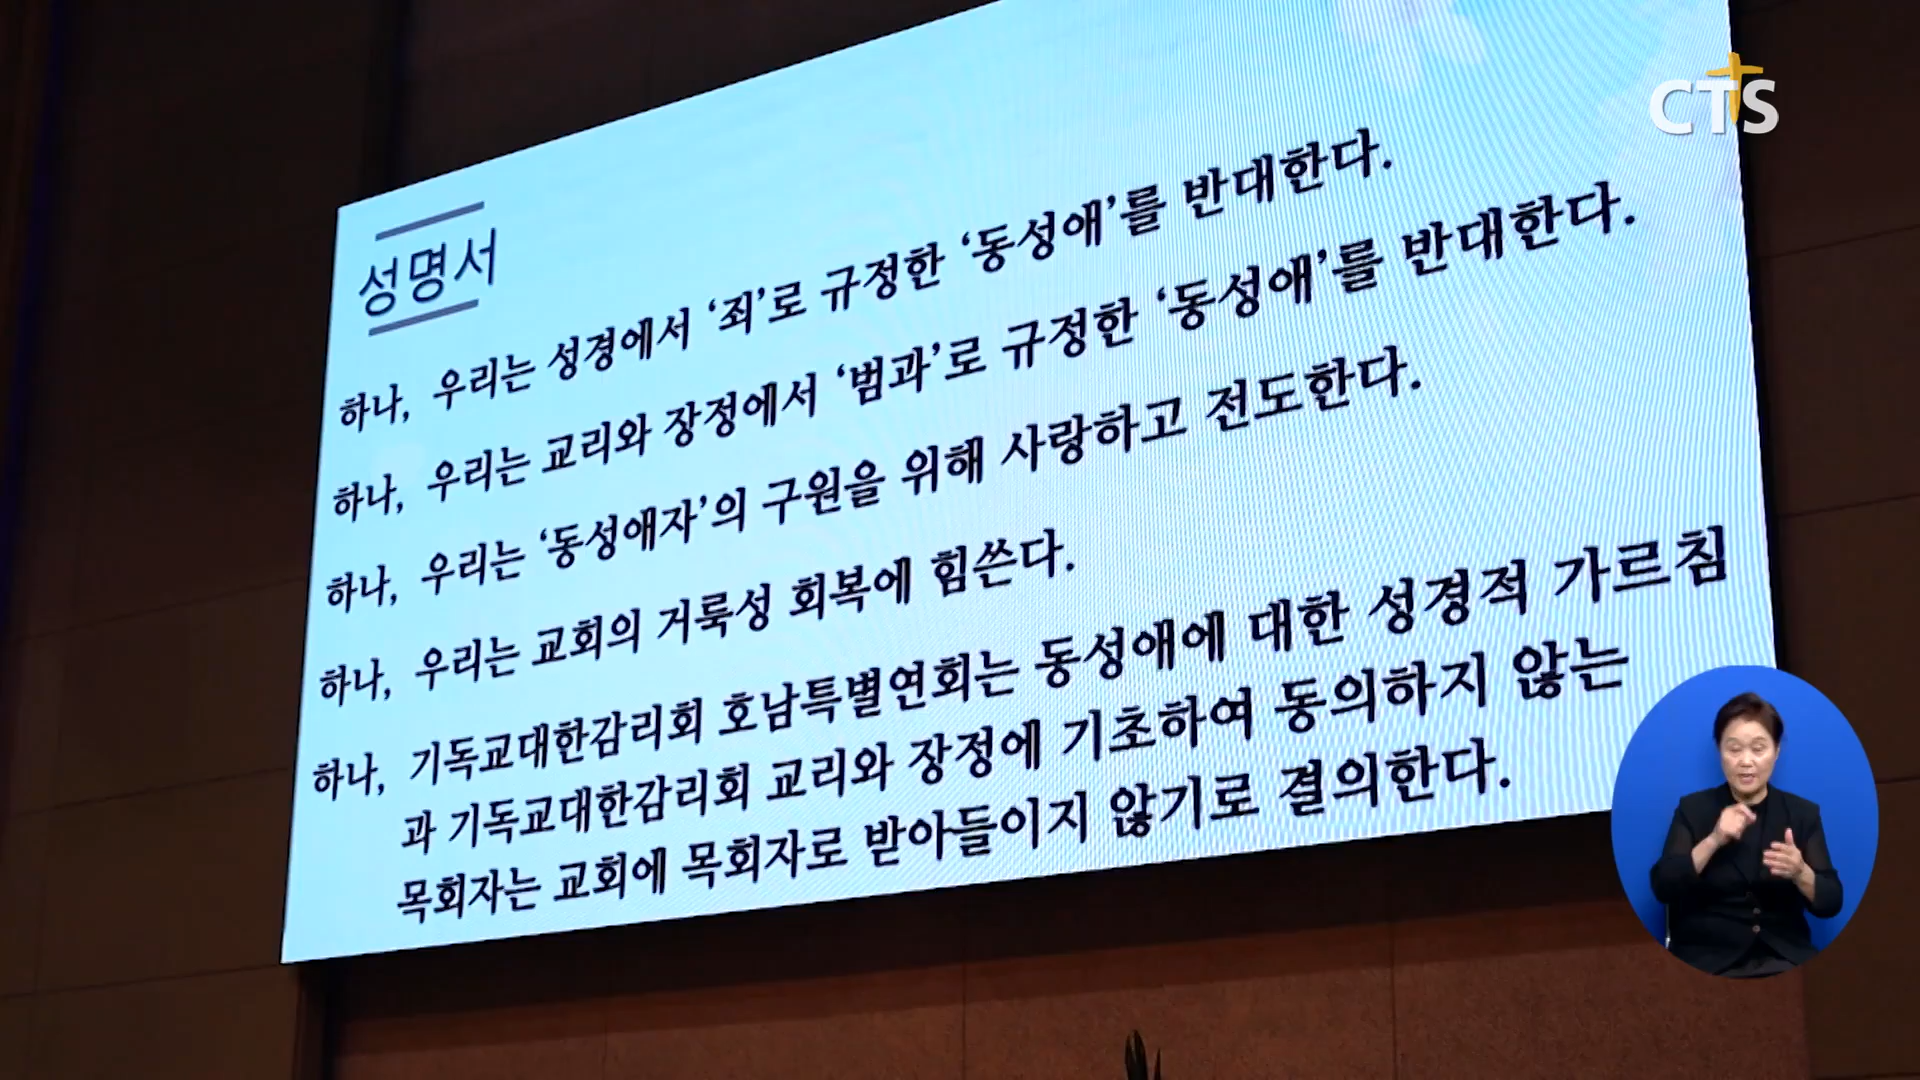 CTS
성명서
하나, 우리는 성경에서 ‘죄’로 규정한 ‘동성애’를 반대한다.
하나, 우리는 교리와 장정에서 ‘범과’로 규정한 ‘동성애’를 반대한다.
하나, 우리는 ‘동성애자’의 구원을 위해 사랑하고 전도한다.
하나, 우리는 교회의 거룩성 회복에 힘쓴다.
하나, 기독교대한감리회 호남특별연회는 동성애에 대한 성경적 가르침
과 기독교대한감리회 교리와 장정에 기초하여 동의하지 않는
목회자는 교회에 목회자로 받아들이지 않기로 결의한다.